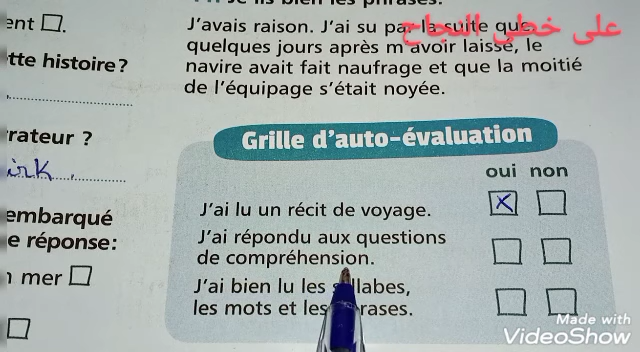 ent □.
tte histoire?
rateur ?
irk
embarqué
e réponse:
mer □
J'avais raison. J'ai su par la suite que
quelques jours après m'avoir laissé, le
navire avait fait naufrage et que la moitié
de l'équipage s'était noyée.
على خطى النجاح
Grille d'auto-évaluation
oui non
J'ai lu un récit de voyage.
J'ai répondu aux questions
de compréhension.
J'ai bien lu les
les mots et les
Made with
VideoShow